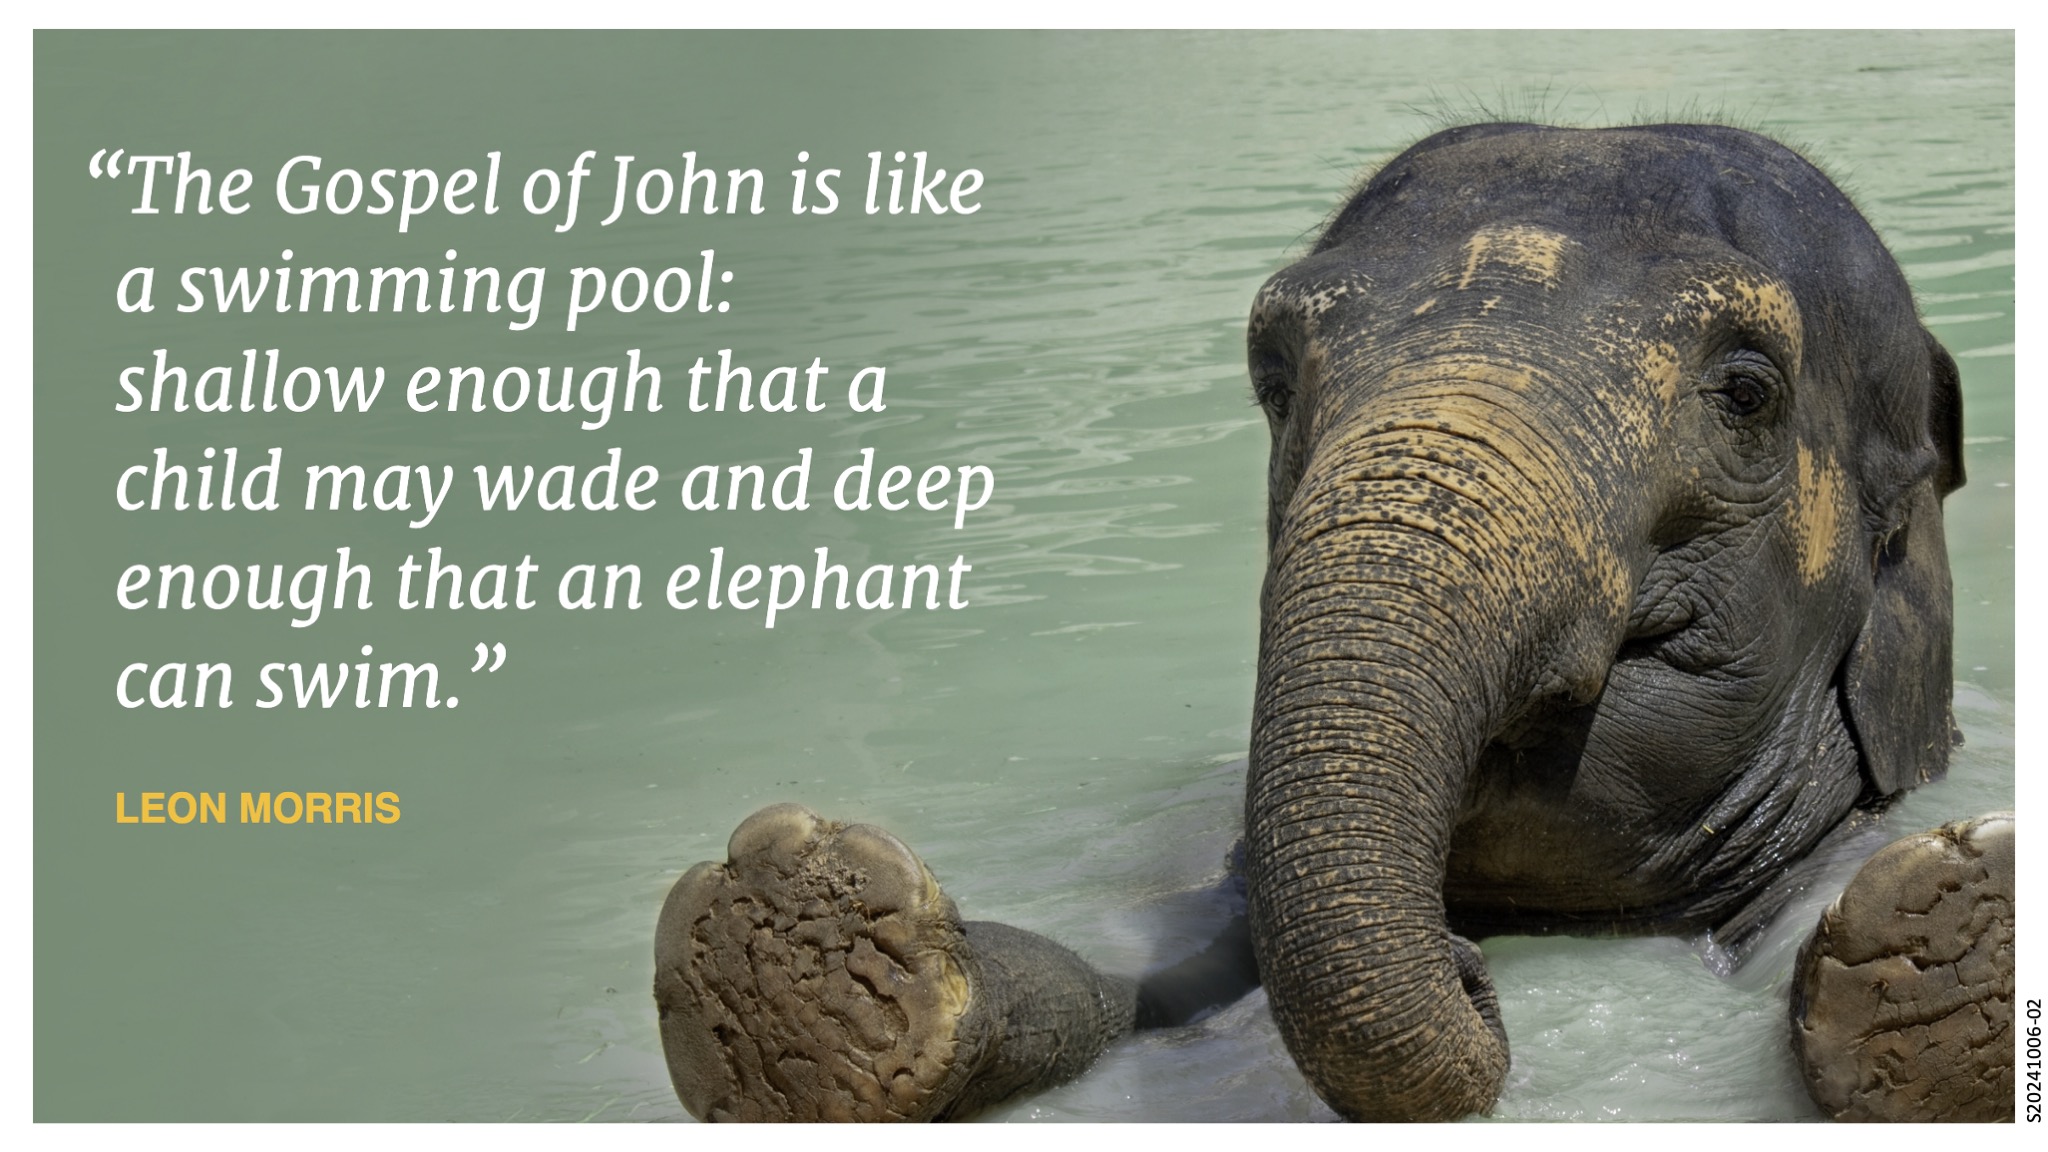 “The Gospel of John is like
a swimming pool:
shallow enough that a
child may wade and deep
enough that an elephant
can swim.”
LEON MORRIS
S20241006-02